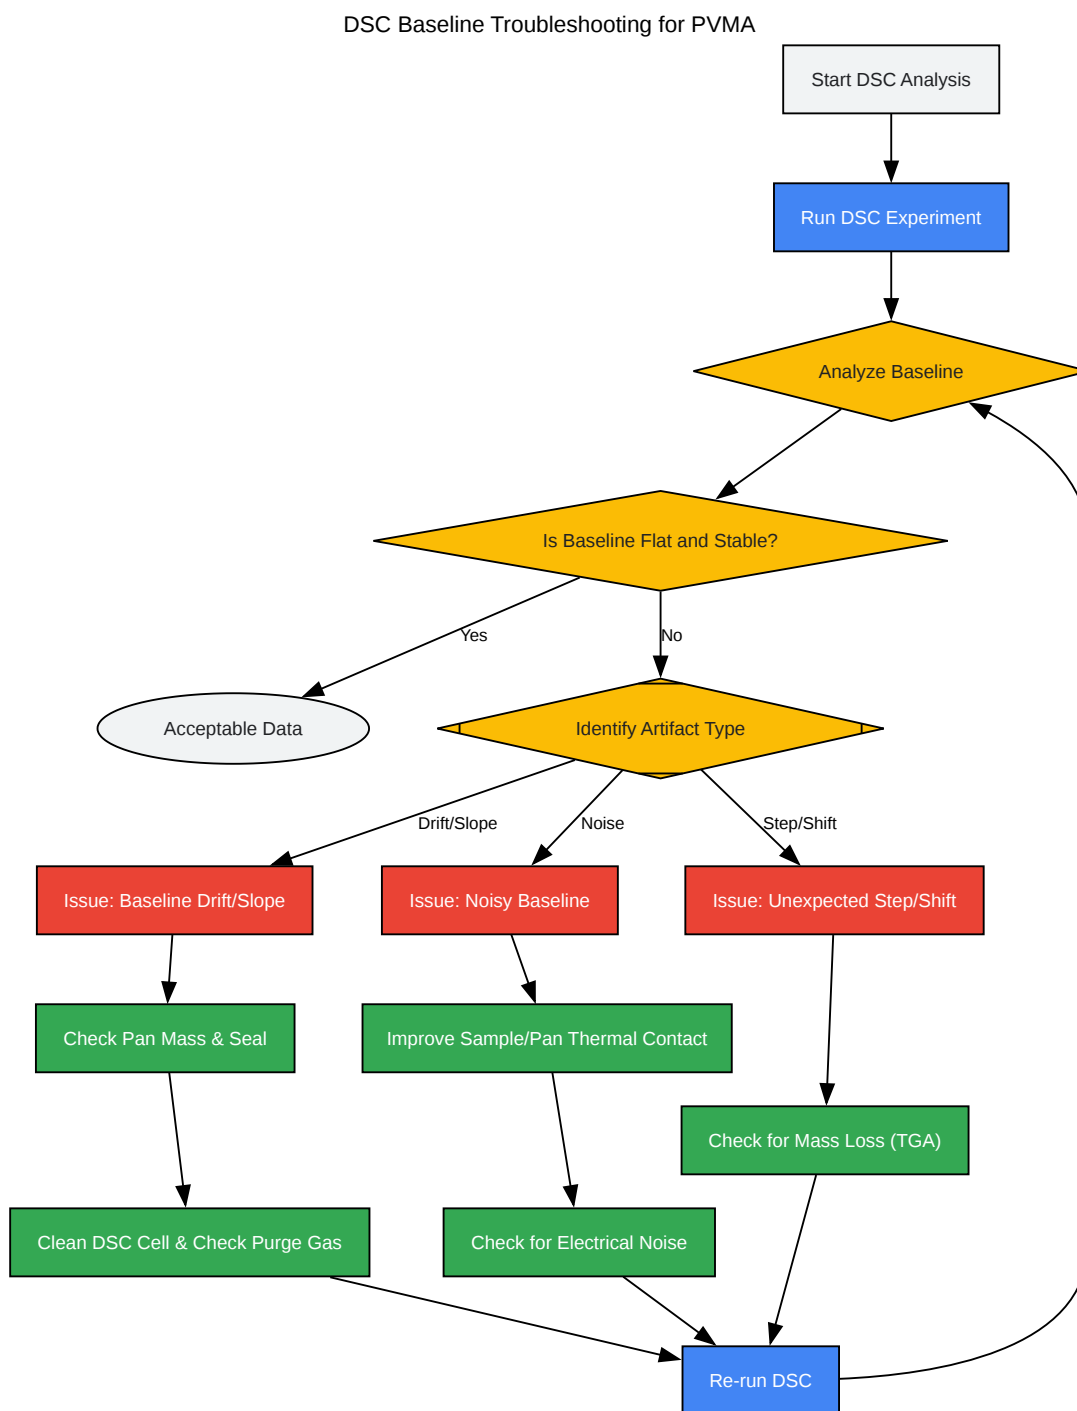 DSC Baseline Troubleshooting for PVMA
Start DSC Analysis
Run DSC Experiment
Analyze Baseline
Is Baseline Flat and Stable?
Yes
No
Acceptable Data
Identify Artifact Type
Drift/Slope
Noise
Step/Shift
Issue: Baseline Drift/Slope
Issue: Noisy Baseline
Issue: Unexpected Step/Shift
Check Pan Mass & Seal
Improve Sample/Pan Thermal Contact
Check for Mass Loss (TGA)
Clean DSC Cell & Check Purge Gas
Check for Electrical Noise
Re-run DSC